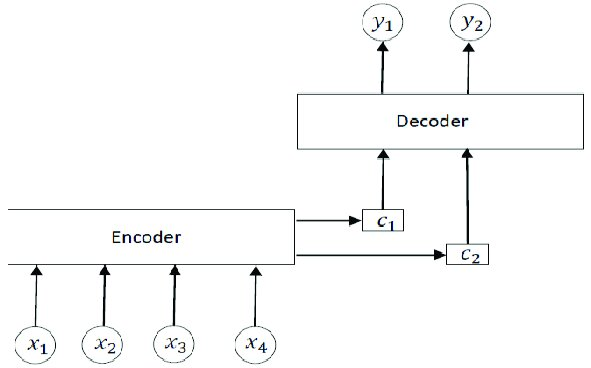 y₁ y₂
Decoder
c₁
Encoder
c₂
x₁ x₂ x₃ x₄